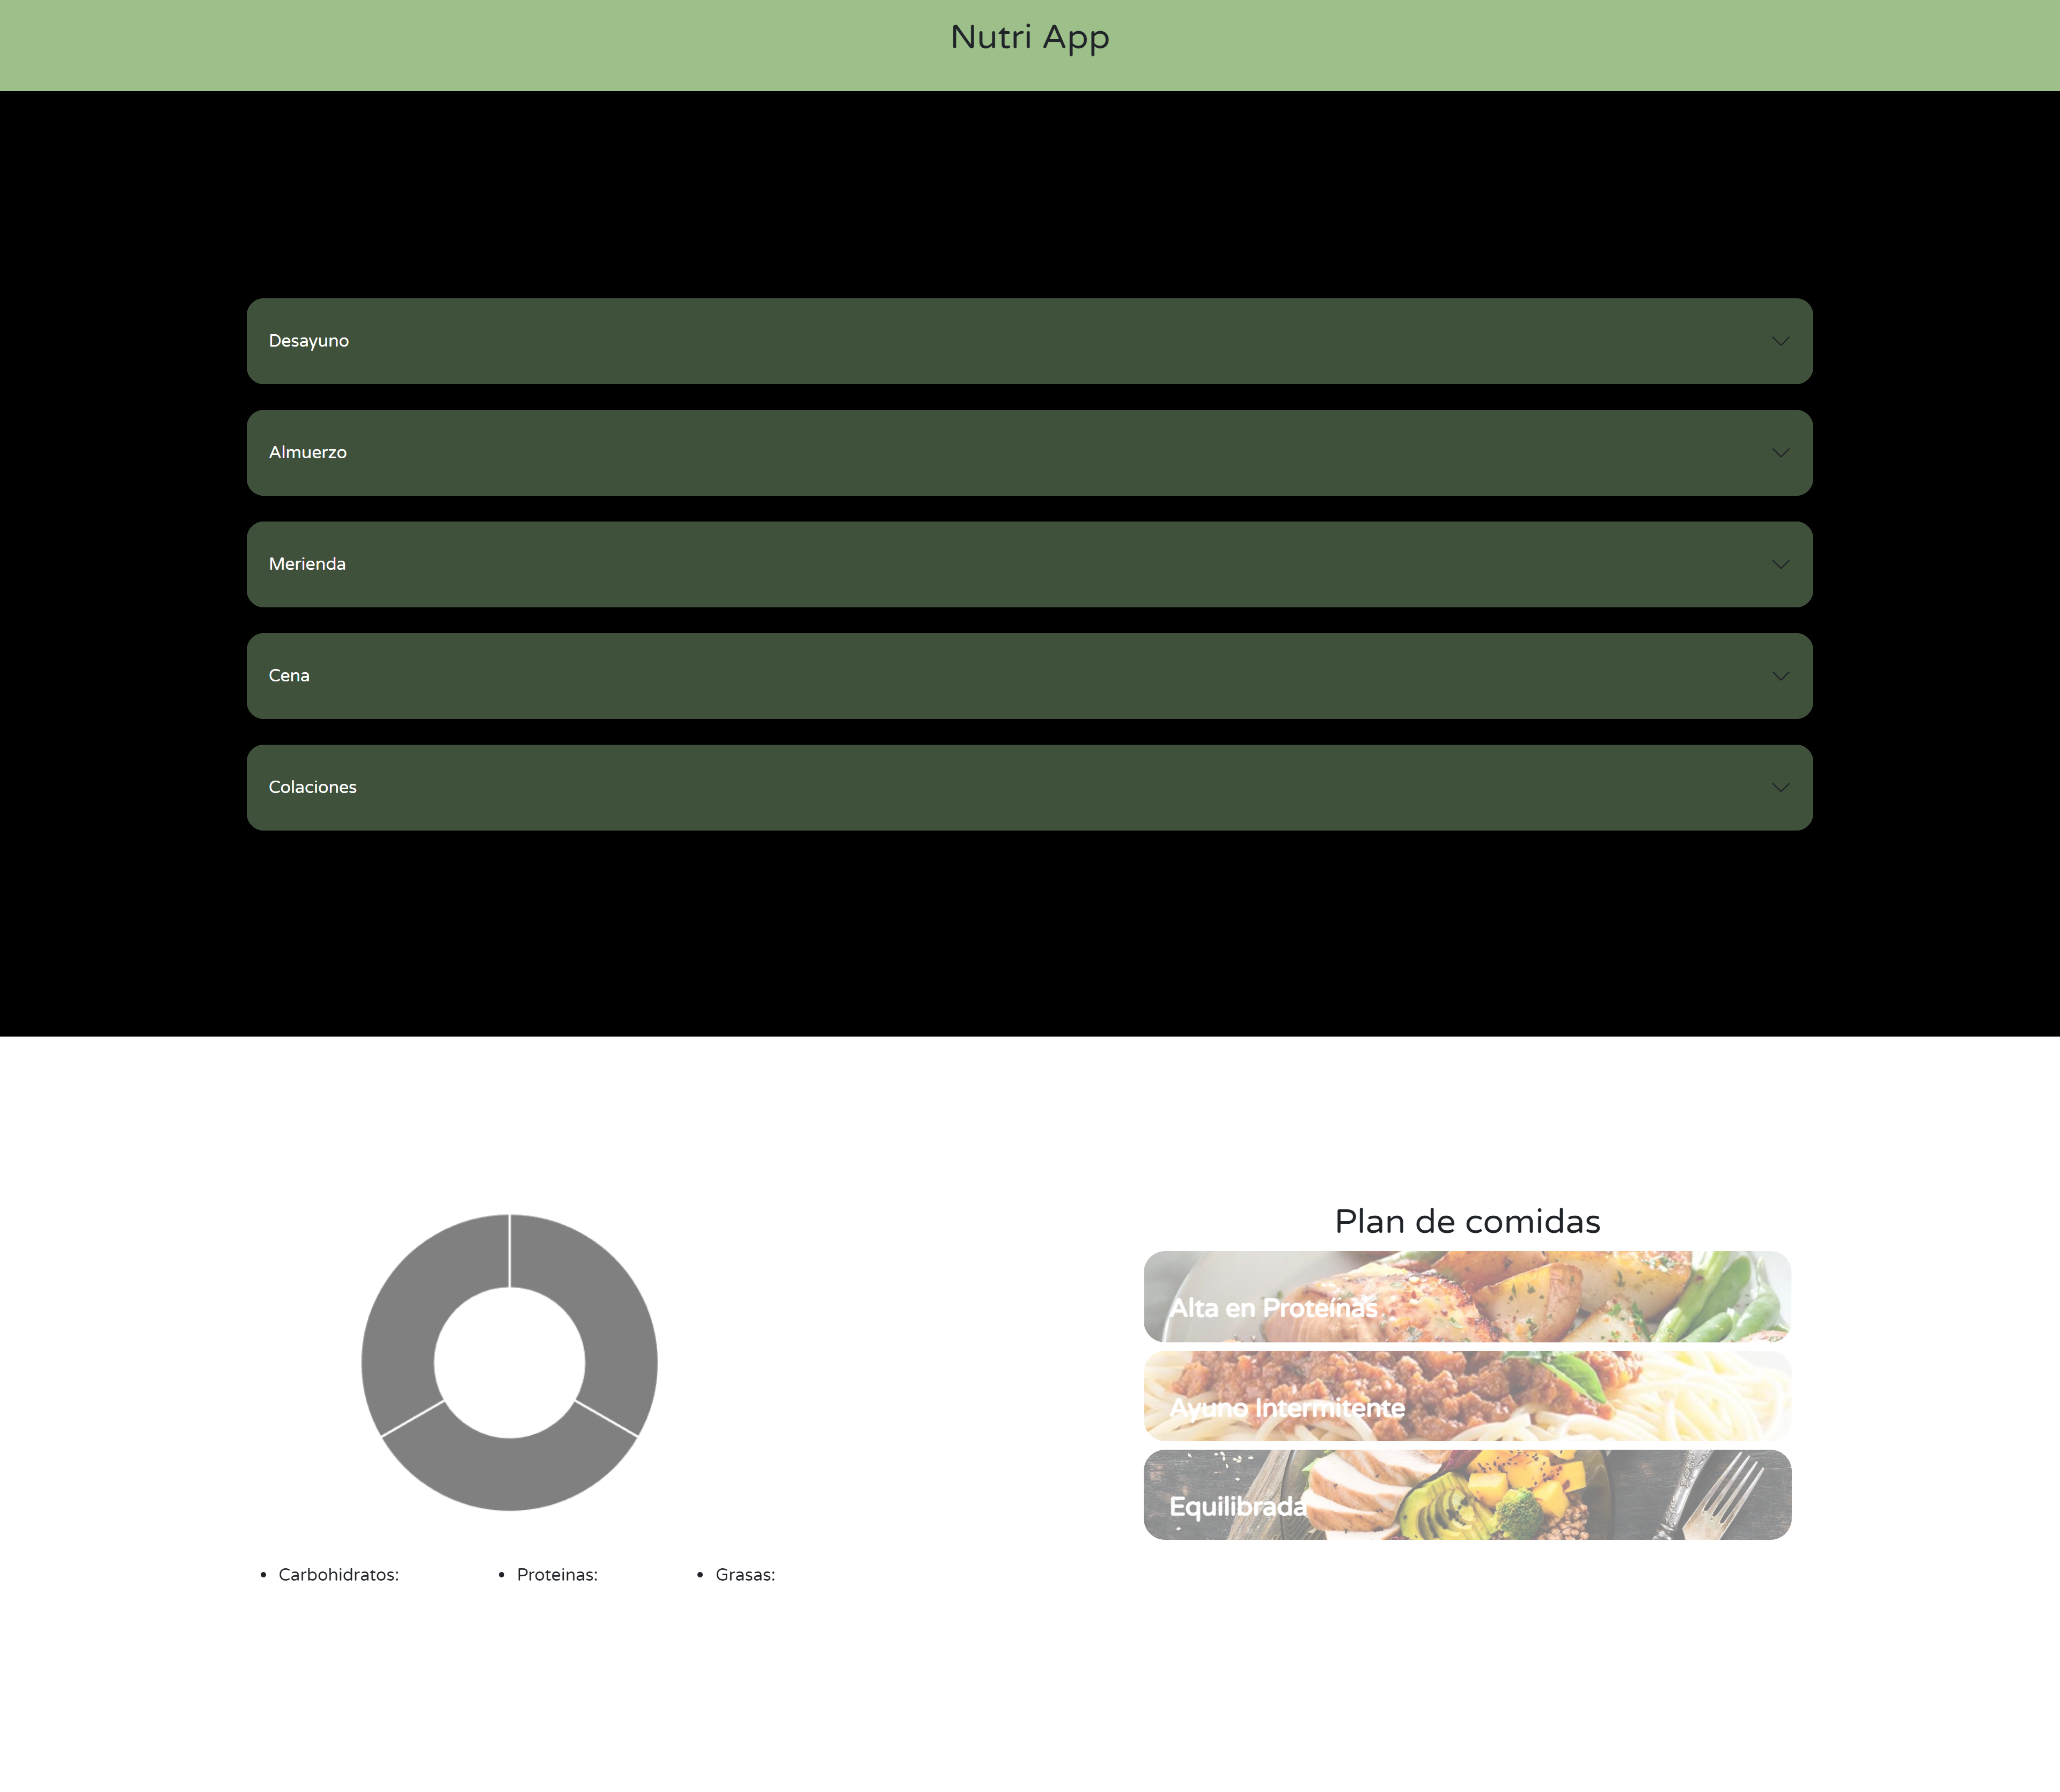 Nutri App
Desayuno
Almuerzo
Merienda
Cena
Colaciones
Plan de comidas
Alta en Proteínas
Ayuno Intermitente
Equilibrada
Carbohidratos:
Proteinas:
Grasas: